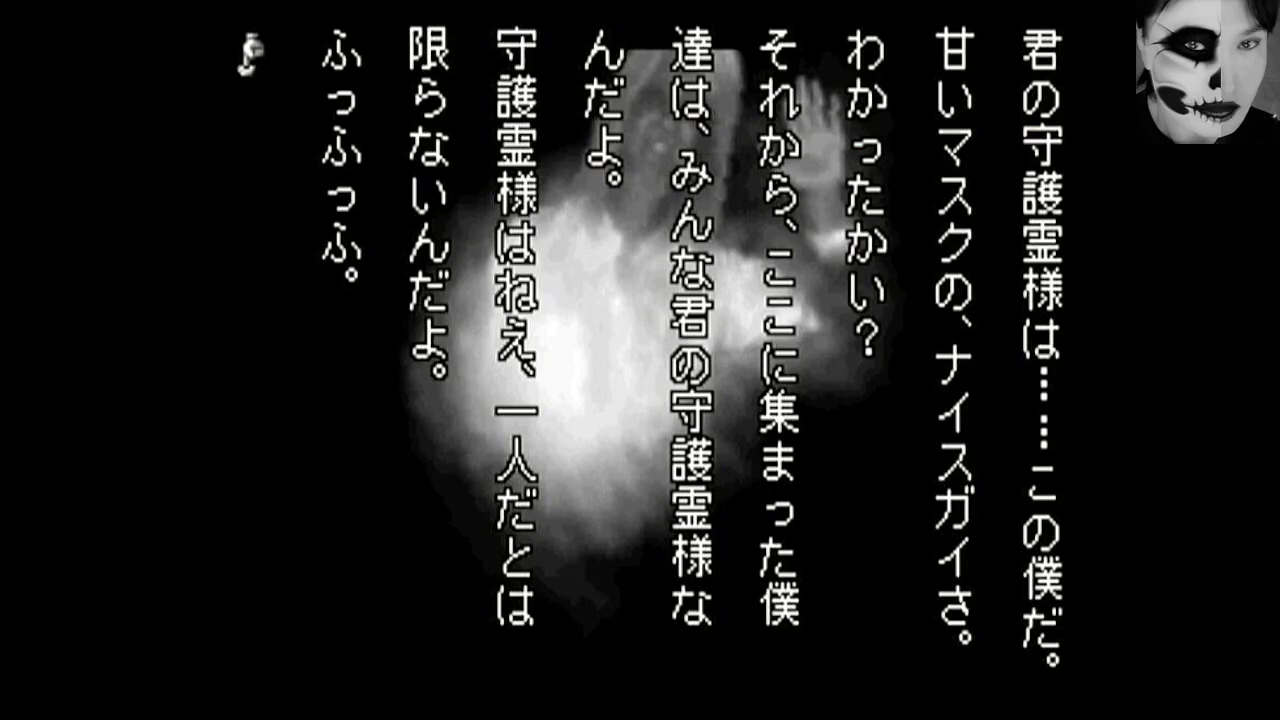 君の守護霊様は……この僕だ。
甘いマスクの、ナイスガイさ。
わかったかい？
それから、ここに集まった僕
達は、みんな君の守護霊様な
んだよ。
守護霊様はねえ、一人だとは
限らないんだよ。
ふっふっふ。